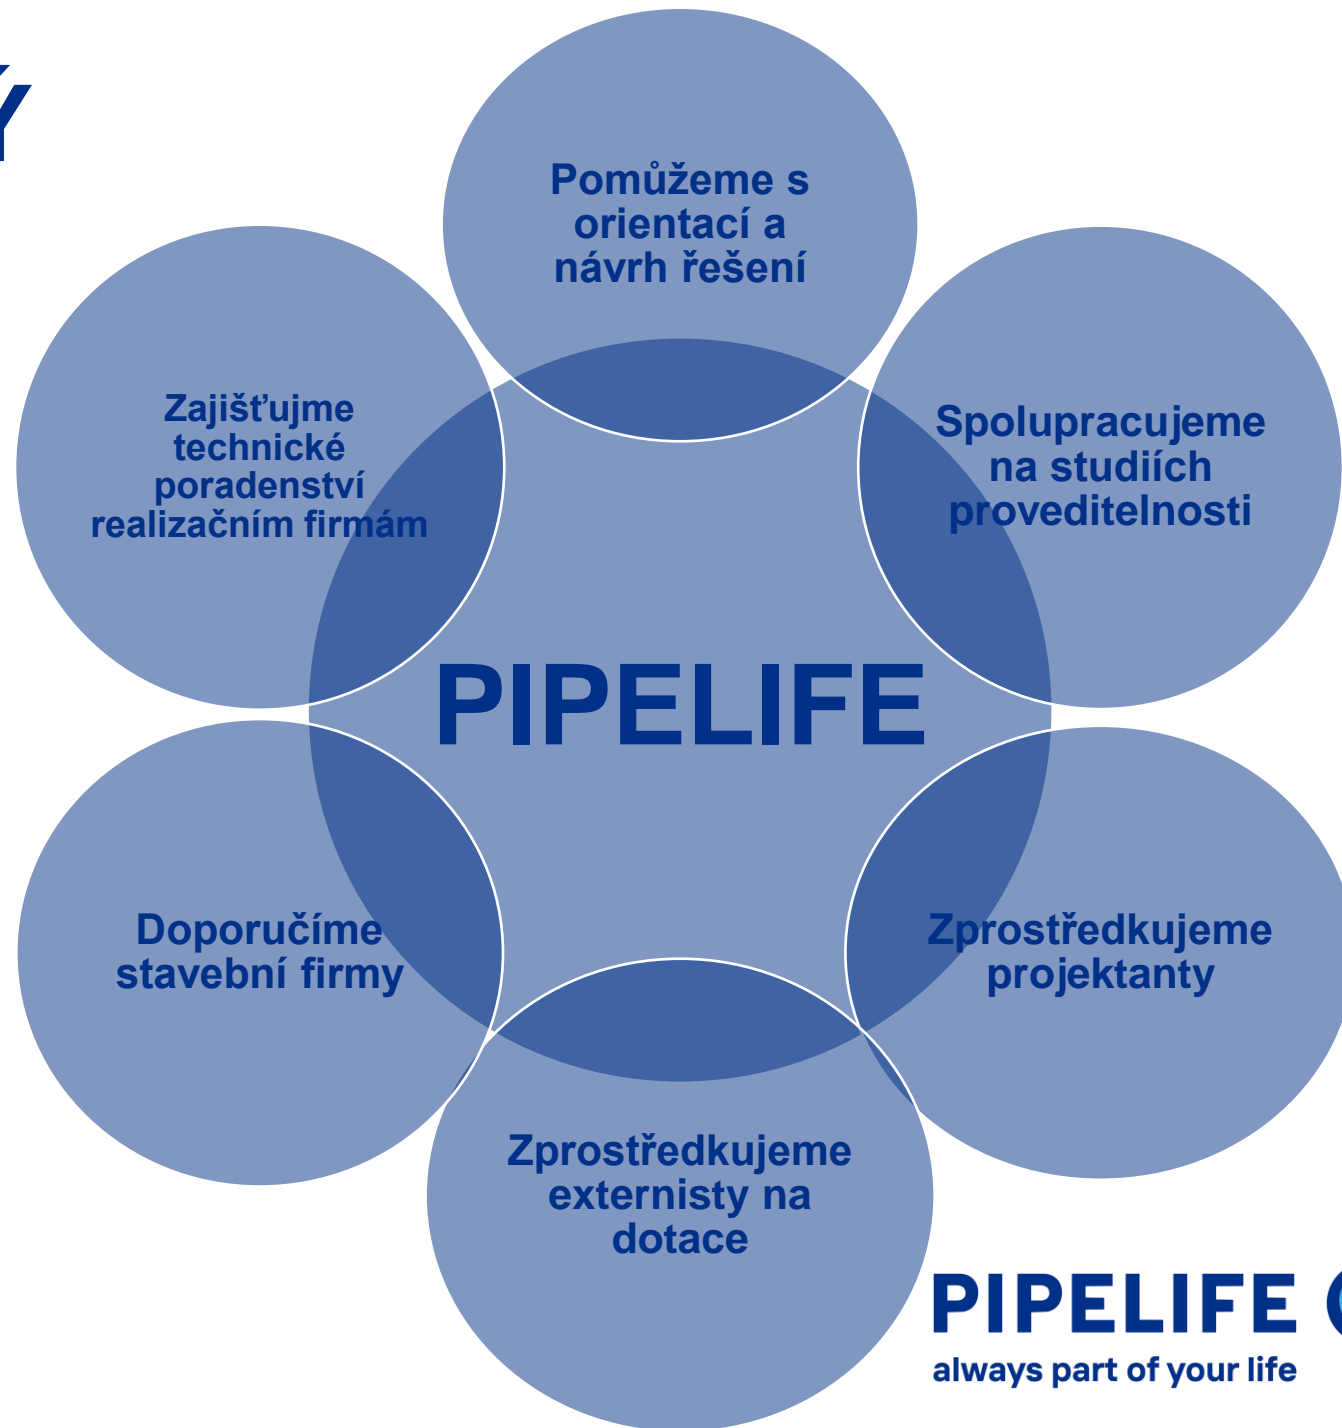 Ý
Pomůžeme s
orientací a
návrh řešení
Spolupracujeme
na studiích
proveditelnosti
Zajišťujme
technické
poradenství
realizačním firmám
PIPELIFE
Doporučíme
stavební firmy
Zprostředkujeme
projektanty
Zprostředkujeme
externisty na
dotace
PIPELIFE
always part of your life